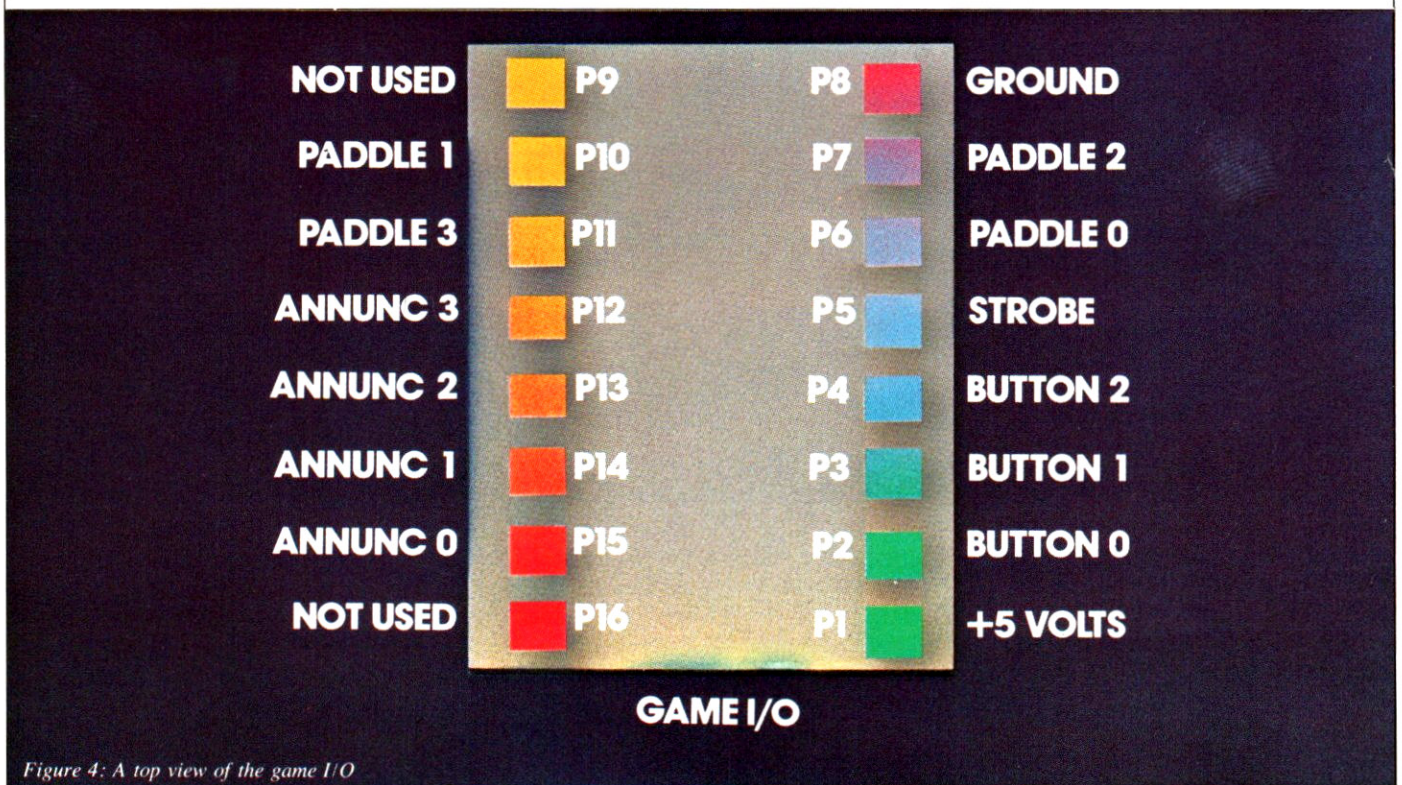 NOT USED P9 P8 GROUND
PADDLE 1 P10 P7 PADDLE 2
PADDLE 3 P11 P6 PADDLE 0
ANNUNC 3 P12 P5 STROBE
ANNUNC 2 P13 P4 BUTTON 2
ANNUNC 1 P14 P3 BUTTON 1
ANNUNC 0 P15 P2 BUTTON 0
NOT USED P16 P1 +5 VOLTS
GAME I/O
Figure 4: A top view of the game I/O